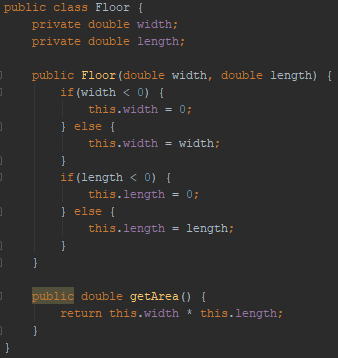 public class Floor {
    private double width;
    private double length;

    public Floor(double width, double length) {
        if(width < 0) {
            this.width = 0;
        } else {
            this.width = width;
        }
        if(length < 0) {
            this.length = 0;
        } else {
            this.length = length;
        }
    }

    public double getArea() {
        return this.width * this.length;
    }
}